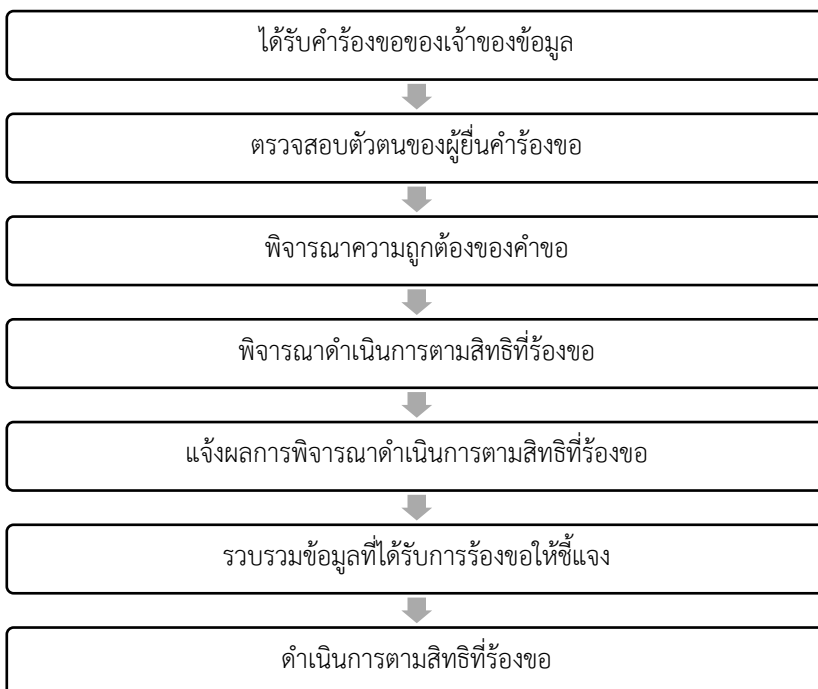 ได้รับคำร้องขอของเจ้าของข้อมูล
ตรวจสอบตัวตนของผู้ยื่นคำร้องขอ
พิจารณาความถูกต้องของคำขอ
พิจารณาดำเนินการตามสิทธิที่ร้องขอ
แจ้งผลการพิจารณาดำเนินการตามสิทธิที่ร้องขอ
รวบรวมข้อมูลที่ได้รับการร้องขอให้ชี้แจง
ดำเนินการตามสิทธิที่ร้องขอ